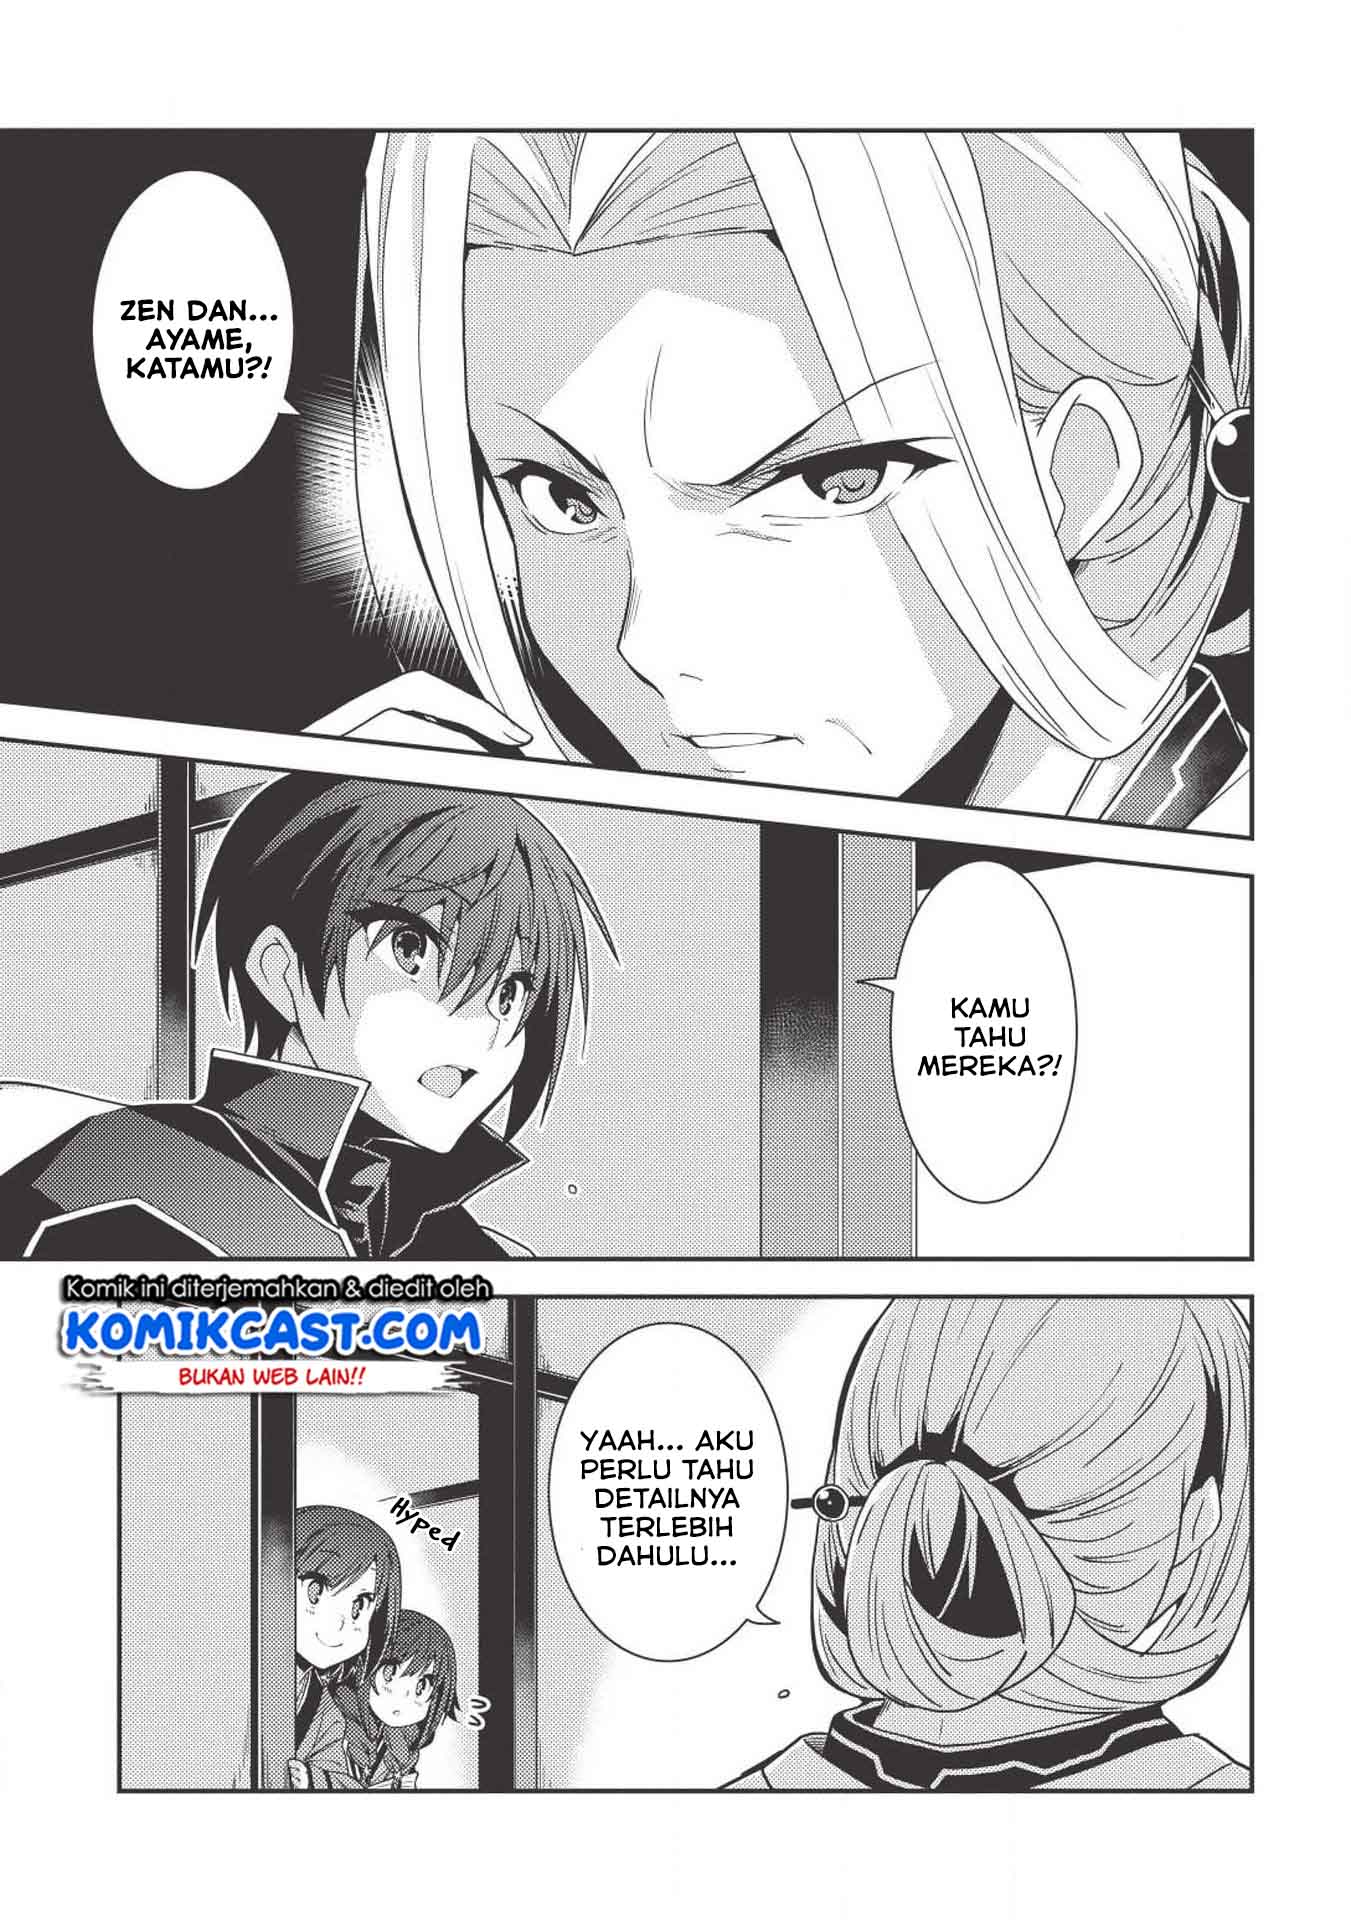 ZEN DAN...
AYAME,
KATAMU?!
KAMU
TAHU
MEREKA?!
Komik ini diterjemahkan & diedit oleh
KOMIKCAST.COM
BUKAN WEB LAIN!!
YAAH... AKU
PERLU TAHU
DETAILNYA
TERLEBIH
DAHULU...
Hyped